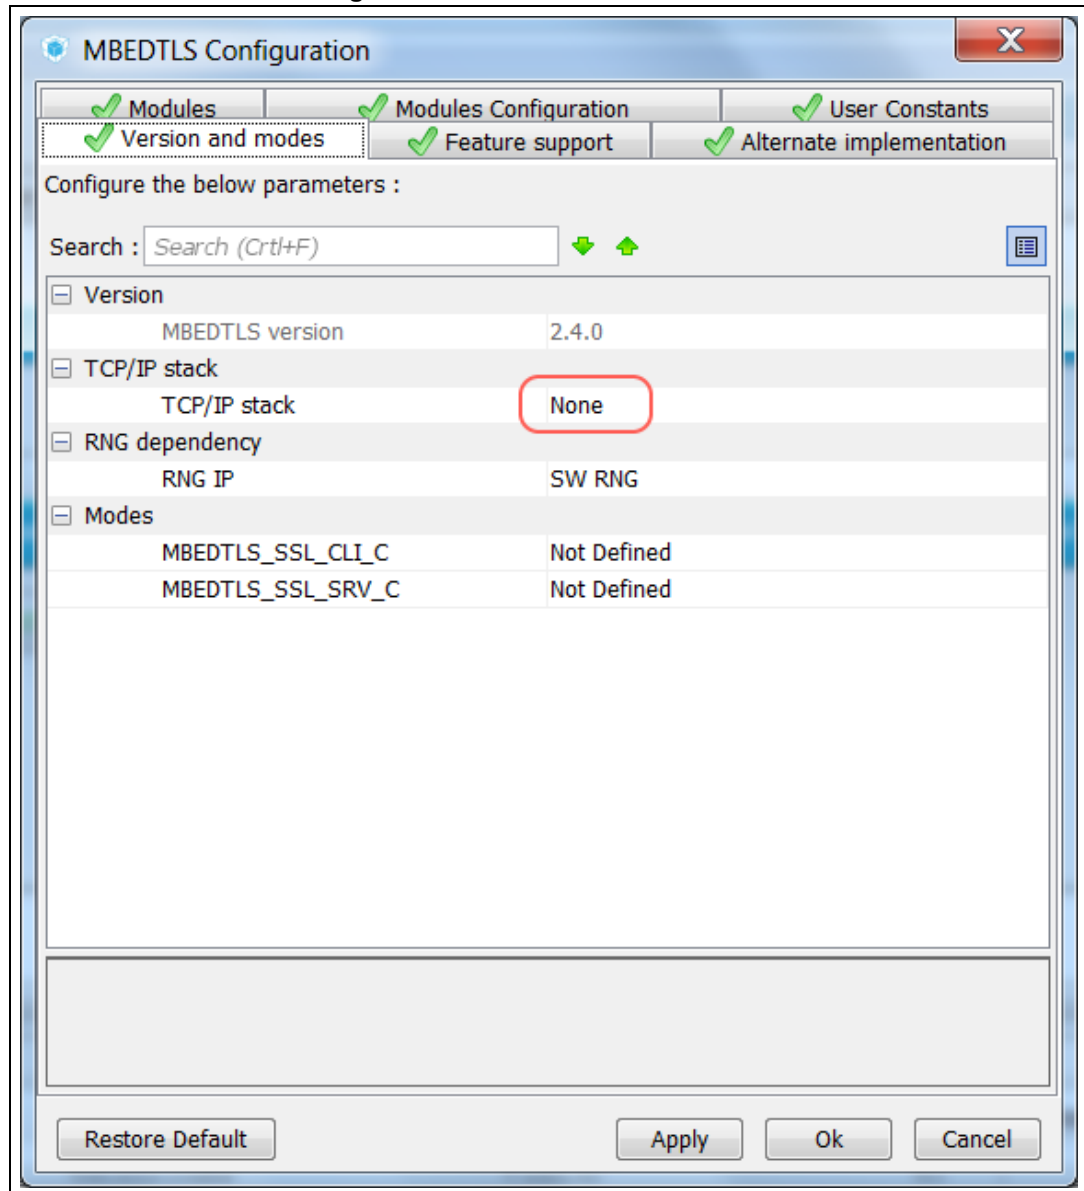 MBEDTLS Configuration
Modules Modules Configuration User Constants
Version and modes Feature support Alternate implementation
Configure the below parameters :
Search : Search (Crtl+F)
Version
MBEDTLS version 2.4.0
TCP/IP stack
TCP/IP stack None
RNG dependency
RNG IP SW RNG
Modes
MBEDTLS_SSL_CLI_C Not Defined
MBEDTLS_SSL_SRV_C Not Defined
Restore Default Apply Ok Cancel